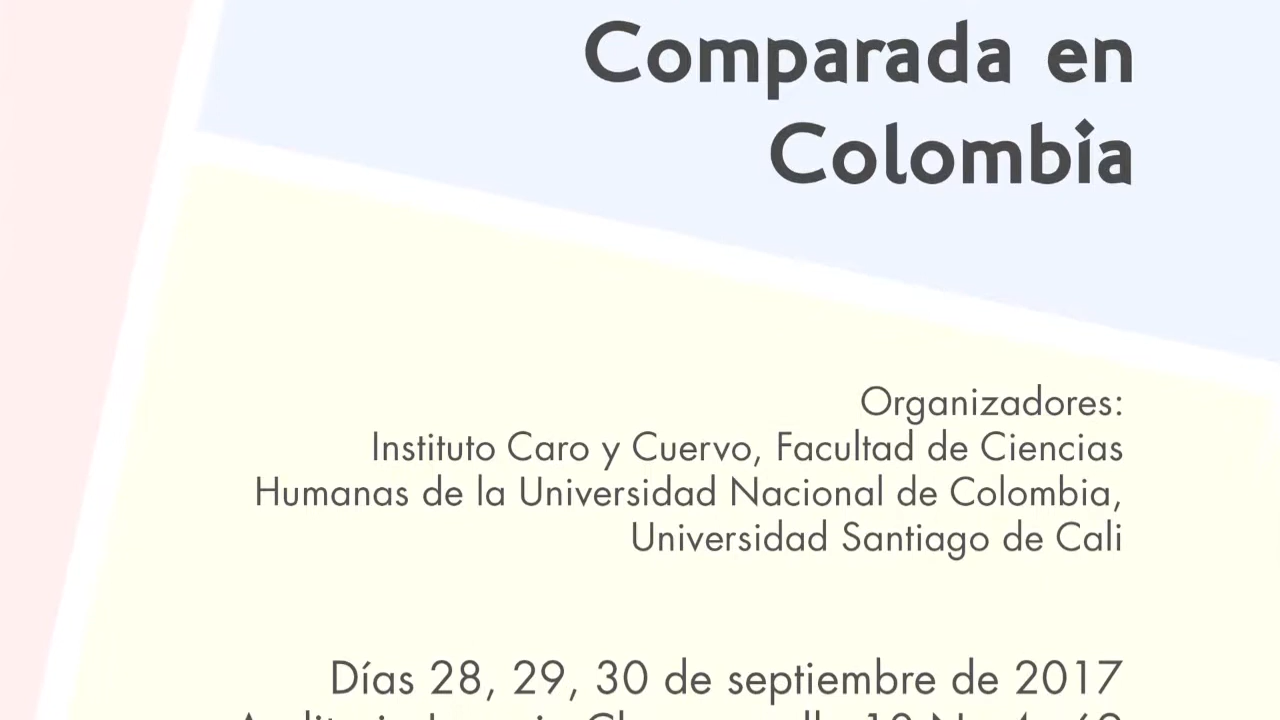 Comparada en
Colombia
Organizadores:
Instituto Caro y Cuervo, Facultad de Ciencias
Humanas de la Universidad Nacional de Colombia,
Universidad Santiago de Cali
Días 28, 29, 30 de septiembre de 2017